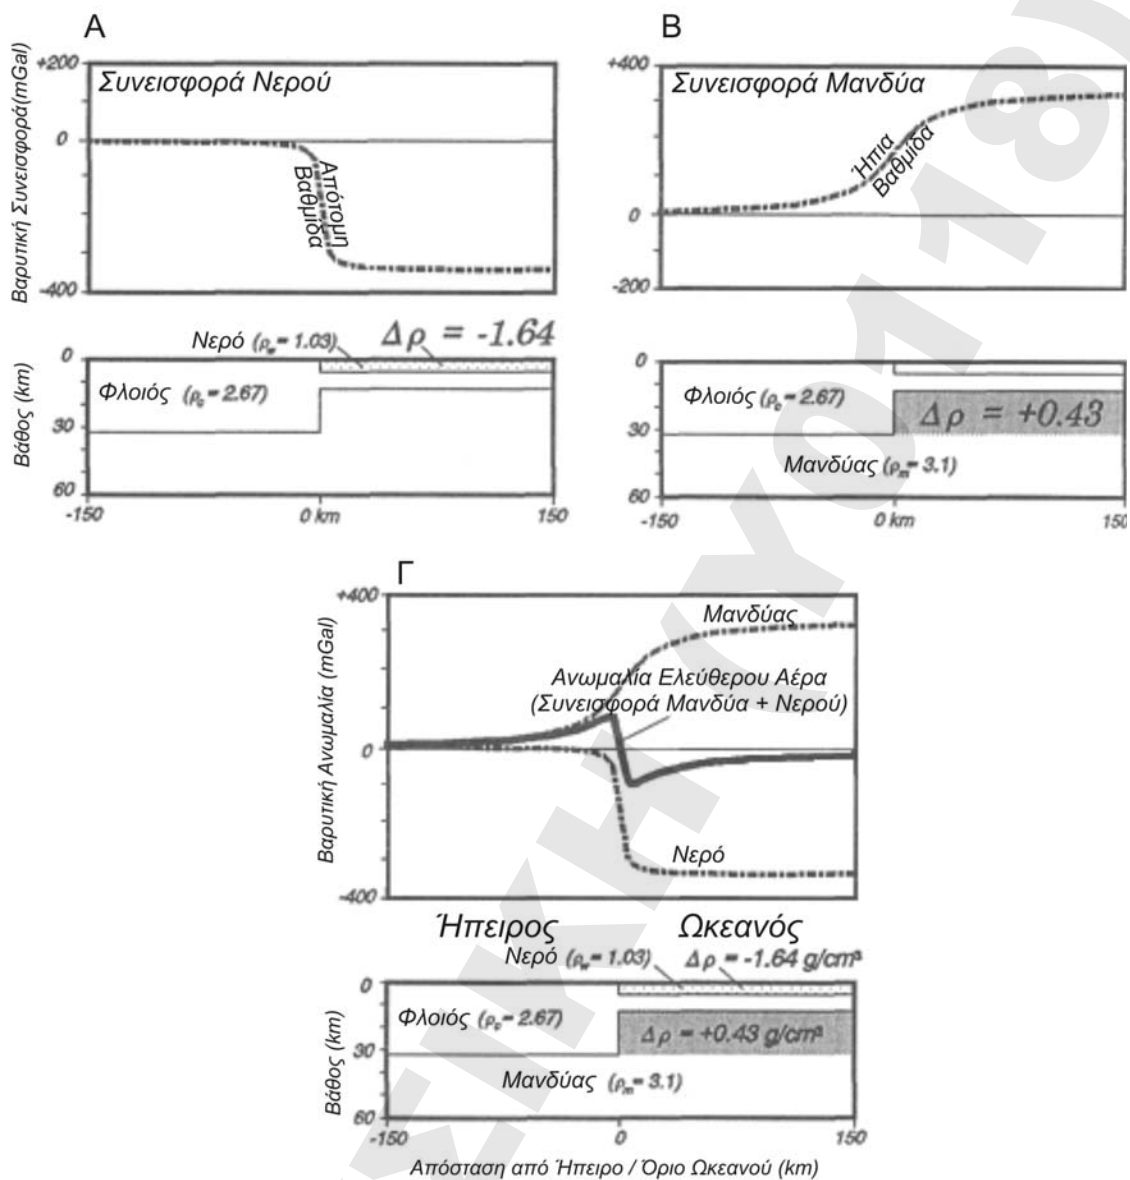 Α
Βαρυτική Συνεισφορά(mGal)
+200
0
-400
Συνεισφορά Νερού
Απότομη
Βαθμίδα
Νερό (ρw = 1.03)
Δρ = -1.64
Βάθος (km)
0
30
60
Φλοιός (ρc = 2.67)
-150
0 km
150
Β
+400
0
-200
Συνεισφορά Μανδύα
Ήπια
Βαθμίδα
0
30
60
Φλοιός (ρc = 2.67)
Δρ = +0.43
Μανδύας (ρm = 3.1)
-150
0 km
150
Γ
Βαρυτική Ανωμαλία (mGal)
+400
0
-400
Μανδύας
Ανωμαλία Ελεύθερου Αέρα
(Συνεισφορά Μανδύα + Νερού)
Νερό
Ήπειρος
Ωκεανός
Νερό (ρw = 1.03)
Δρ = -1.64 g/cm³
Βάθος (km)
0
30
60
Φλοιός (ρc = 2.67)
Δρ = +0.43 g/cm³
Μανδύας (ρm = 3.1)
-150
0
150
Απόσταση από Ήπειρο / Όριο Ωκεανού (km)
ΣΙΚΗ (Υ0118)